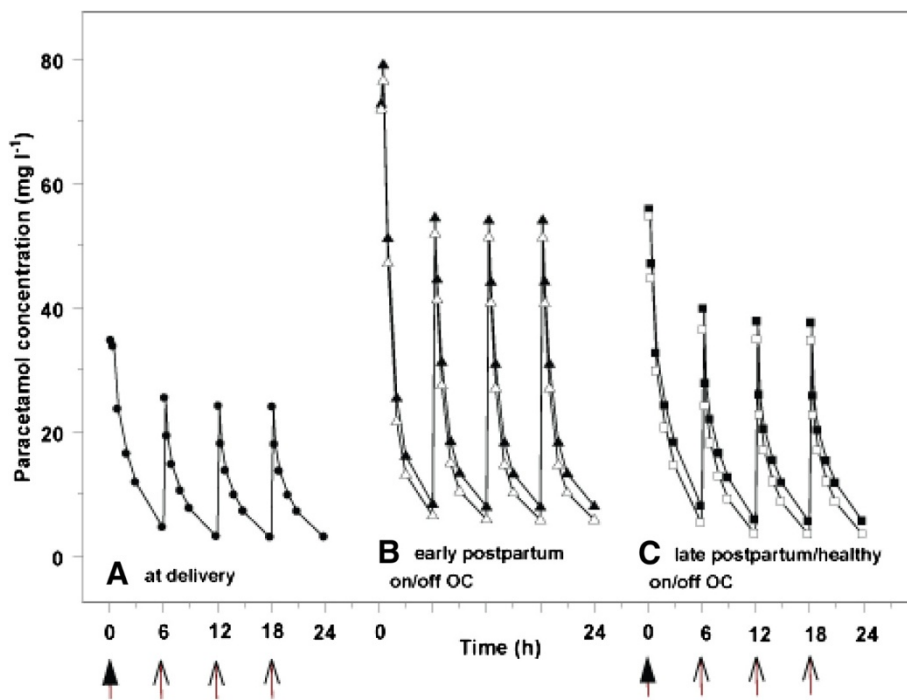 Paracetamol concentration (mg l-1)
80
60
40
20
0
A at delivery
B early postpartum
on/off OC
C late postpartum/healthy
on/off OC
0 6 12 18 24 0 24 0 6 12 18 24
Time (h)